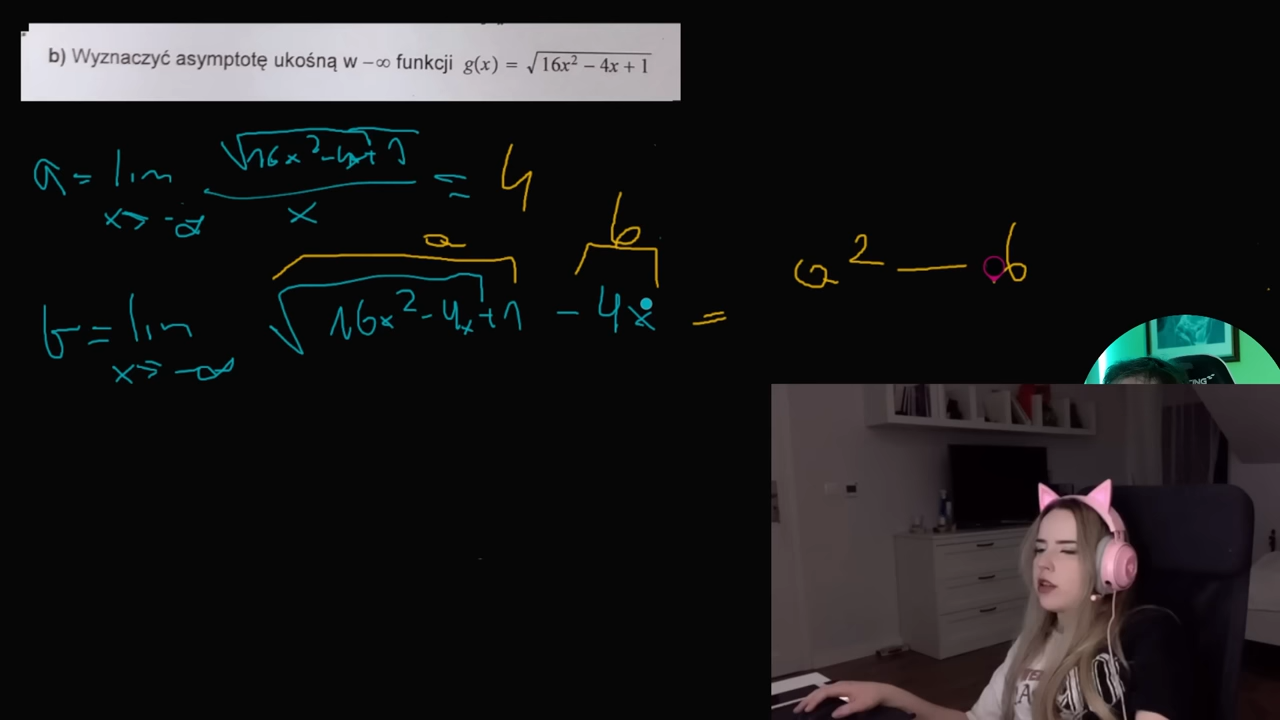 b) Wyznaczyć asymptotę ukośną w −∞ funkcji g(x) = √(16x² − 4x + 1)
a = lim x→-∞ √(16x²-4x+1) / x = 4
a b
b = lim x→-∞ √(16x²-4x+1) - 4x =
a² — b